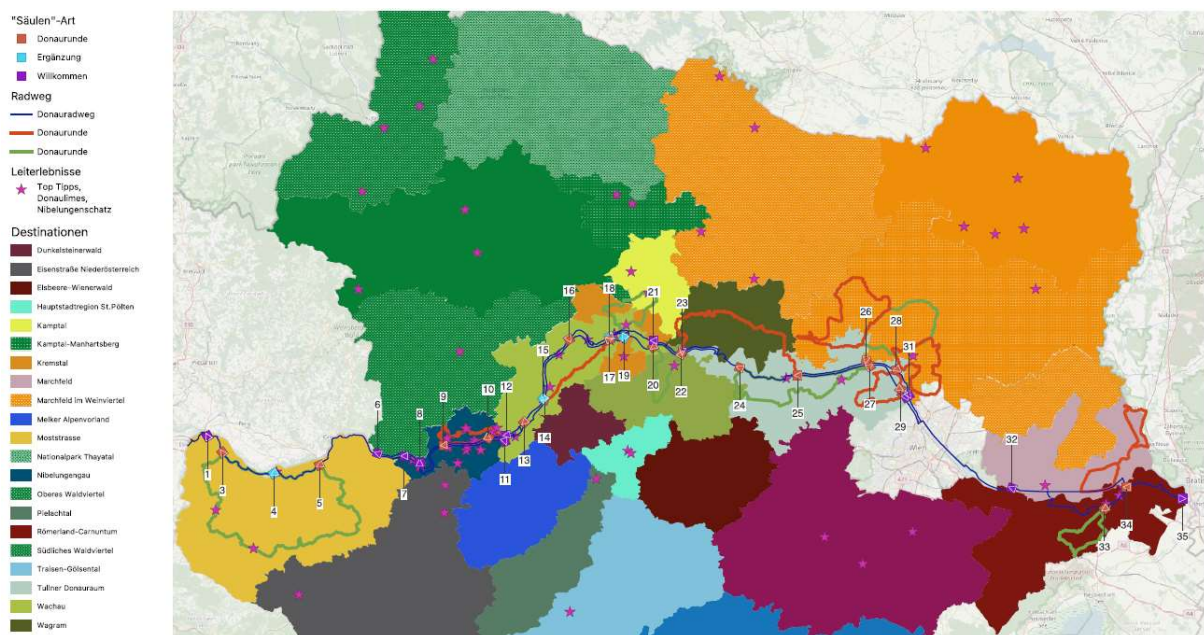 "Säulen"-Art
Donaurunde
Ergänzung
Willkommen
Radweg
Donauradweg
Donaurunde
Donaurunde
Leiterlebnisse
Top Tipps,
Donaulimes,
Nibelungenschatz
Destinationen
Dunkelsteinerwald
Eisenstraße Niederösterreich
Elsbeere-Wienerwald
Hauptstadtregion St.Pölten
Kamptal
Kamptal-Manhartsberg
Kremstal
Marchfeld
Marchfeld im Weinviertel
Melker Alpenvorland
Moststrasse
Nationalpark Thayatal
Nibelungengau
Oberes Waldviertel
Pielachtal
Römerland-Carnuntum
Südliches Waldviertel
Traisen-Gölsental
Tullner Donauraum
Wachau
Wagram
18
21
16
23
26
28
15
31
12
10
9
17
19
20
22
8
6
24
25
27
29
14
13
32
11
1
3
7
4
5
34
33
35
Wien